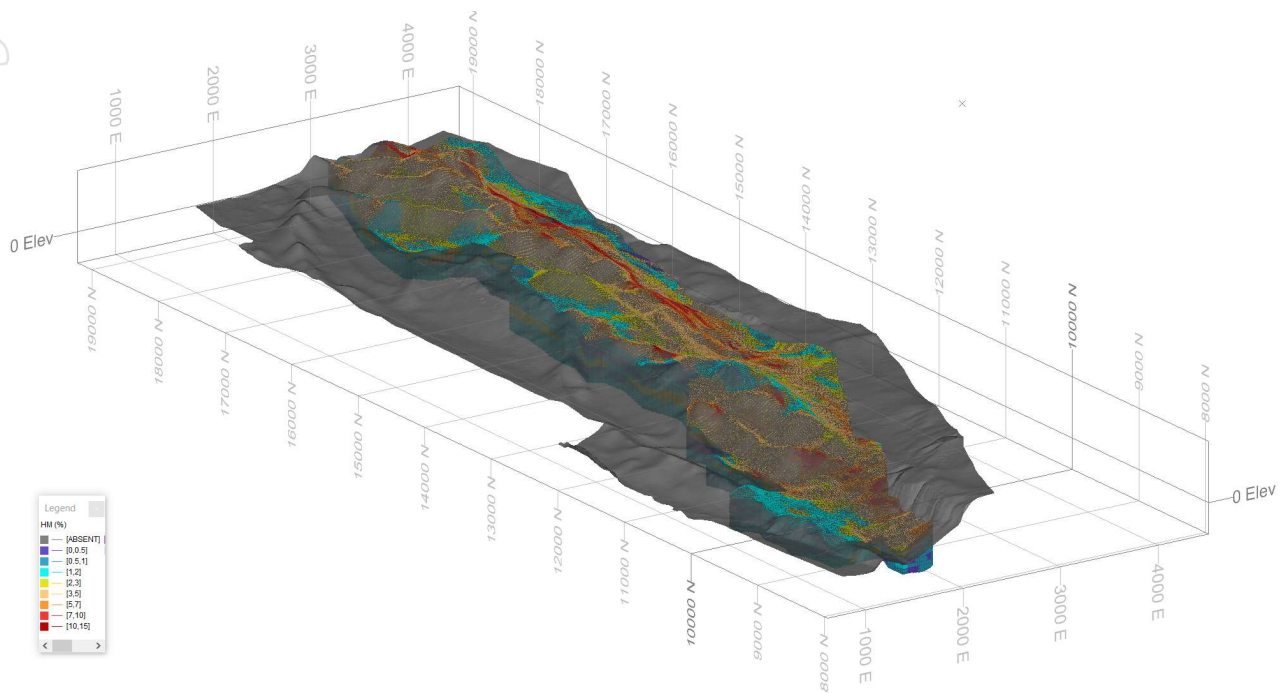 1000 E
2000 E
3000 E
4000 E
19000 N
18000 N
17000 N
16000 N
15000 N
14000 N
13000 N
12000 N
11000 N
10000 N
9000 N
8000 N
0 Elev
0 Elev
19000 N
18000 N
17000 N
16000 N
15000 N
14000 N
13000 N
12000 N
11000 N
10000 N
9000 N
8000 N
1000 E
2000 E
3000 E
4000 E
Legend
HM (%)
[ABSENT]
[0,0.5]
[0.5,1]
[1,2]
[2,3]
[3,5]
[5,7]
[7,10]
[10,15]